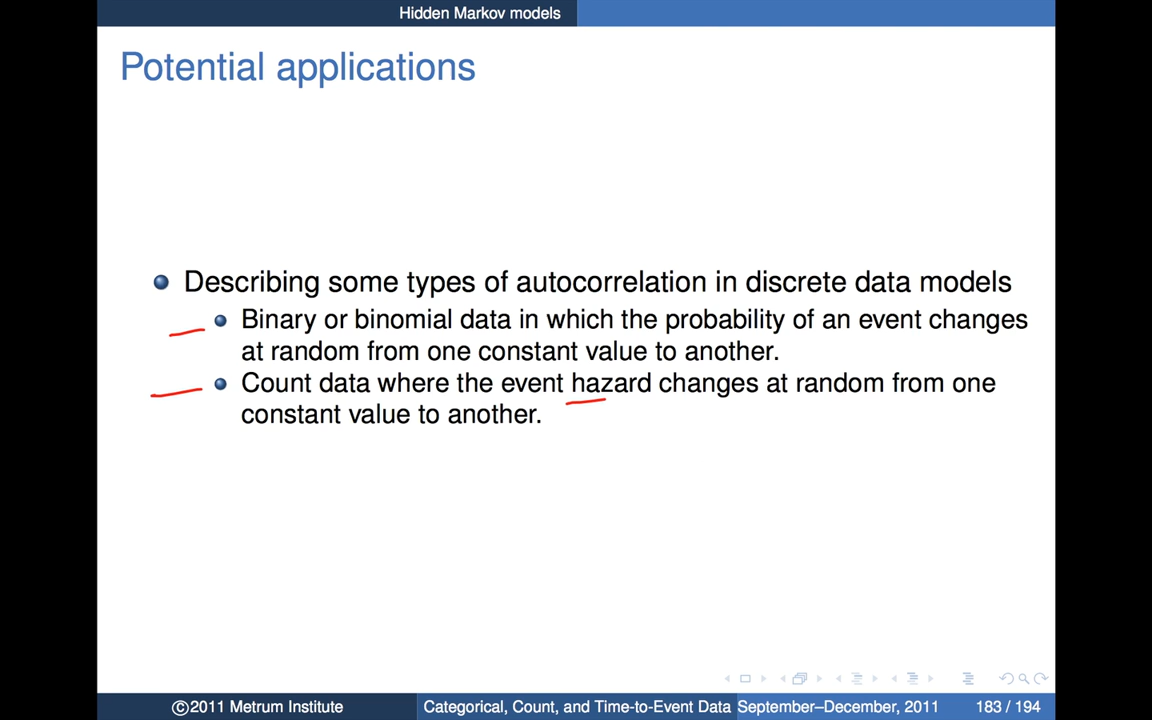 Hidden Markov models
Potential applications
Describing some types of autocorrelation in discrete data models
Binary or binomial data in which the probability of an event changes
at random from one constant value to another.
Count data where the event hazard changes at random from one
constant value to another.
©2011 Metrum Institute Categorical, Count, and Time-to-Event Data September–December, 2011 183 / 194